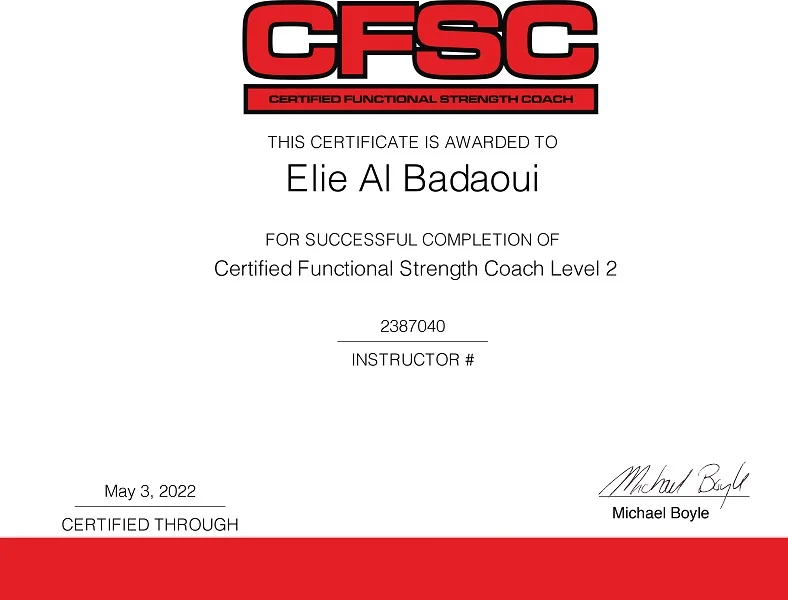 CFSC
CERTIFIED FUNCTIONAL STRENGTH COACH
THIS CERTIFICATE IS AWARDED TO
Elie Al Badaoui
FOR SUCCESSFUL COMPLETION OF
Certified Functional Strength Coach Level 2
2387040
INSTRUCTOR #
May 3, 2022
CERTIFIED THROUGH
Michael Boyle
Michael Boyle